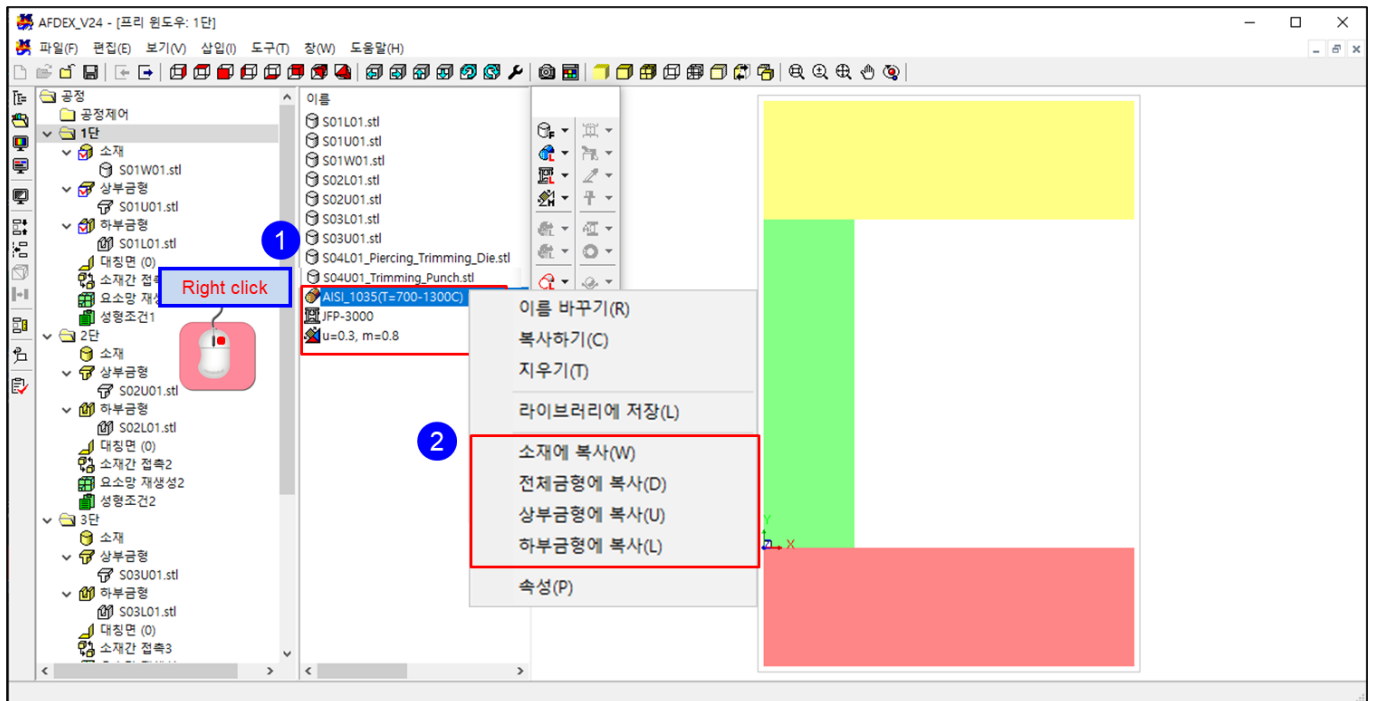 AFDEX_V24 - [프리 윈도우: 1단]
파일(F) 편집(E) 보기(V) 삽입(I) 도구(T) 창(W) 도움말(H)
공정
공정제어
1단
소재
S01W01.stl
상부금형
S01U01.stl
하부금형
S01L01.stl
대칭면 (0)
소재간 접촉
요소망 재생
성형조건1
2단
소재
상부금형
S02U01.stl
하부금형
S02L01.stl
대칭면 (0)
소재간 접촉2
요소망 재생성2
성형조건2
3단
소재
상부금형
S03U01.stl
하부금형
S03L01.stl
대칭면 (0)
소재간 접촉3
이름
S01L01.stl
S01U01.stl
S01W01.stl
S02L01.stl
S02U01.stl
S03L01.stl
S03U01.stl
S04L01_Piercing_Trimming_Die.stl
S04U01_Trimming_Punch.stl
AISI_1035(T=700-1300C)
JFP-3000
u=0.3, m=0.8
1
Right click
2
이름 바꾸기(R)
복사하기(C)
지우기(T)
라이브러리에 저장(L)
소재에 복사(W)
전체금형에 복사(D)
상부금형에 복사(U)
하부금형에 복사(L)
속성(P)
Y
Z X